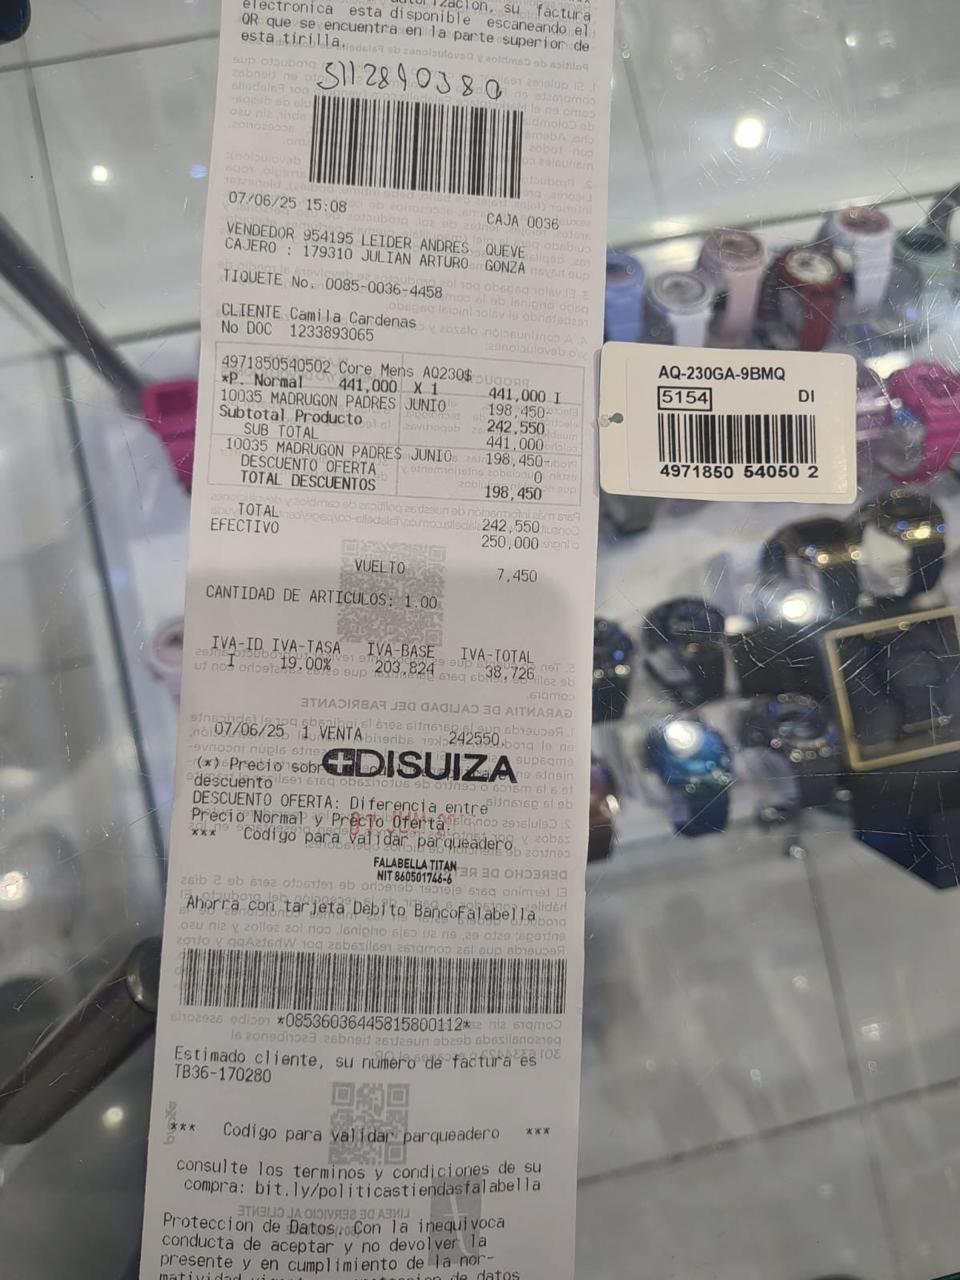 su factura
electronica esta disponible escaneando el
QR que se encuentra en la parte superior de
esta tirilla.
3112890380
07/06/25 15:08 CAJA 0036
VENDEDOR 954195 LEIDER ANDRES QUEVE
CAJERO : 179310 JULIAN ARTURO GONZA
TIQUETE No. 0085-0036-4458
CLIENTE Camila Cardenas
No DOC 1233893065
4971850540502 Core Mens AQ230$
*P. Normal 441,000 X 1 441,000 I
10035 MADRUGON PADRES JUNIO 198,450-
Subtotal Producto 242,550
SUB TOTAL 441,000
10035 MADRUGON PADRES JUNIO 198,450-
DESCUENTO OFERTA 0
TOTAL DESCUENTOS 198,450
TOTAL 242,550
EFECTIVO 250,000
VUELTO 7,450
CANTIDAD DE ARTICULOS: 1.00
IVA-ID IVA-TASA IVA-BASE IVA-TOTAL
I 19.00% 203,824 38,726
07/06/25 1 VENTA 242550.
(*) Precio sobre
DISUIZA
descuento
DESCUENTO OFERTA: Diferencia entre
Precio Normal y Precio Oferta.
*** Codigo para validar parqueadero
FALABELLA TITAN
NIT 860501746-6
Ahorra con tarjeta Debito BancoFalabella
*08536036445815800112*
Estimado cliente, su numero de factura es
TB36-170280
*** Codigo para validar parqueadero ***
consulte los terminos y condiciones de su
compra: bit.ly/politicastiendasfalabella
Proteccion de Datos. Con la inequivoca
conducta de aceptar y no devolver la
presente y en cumplimiento de la nor-
matividad de datos
AQ-230GA-9BMQ
5154 DI
4971850 54050 2